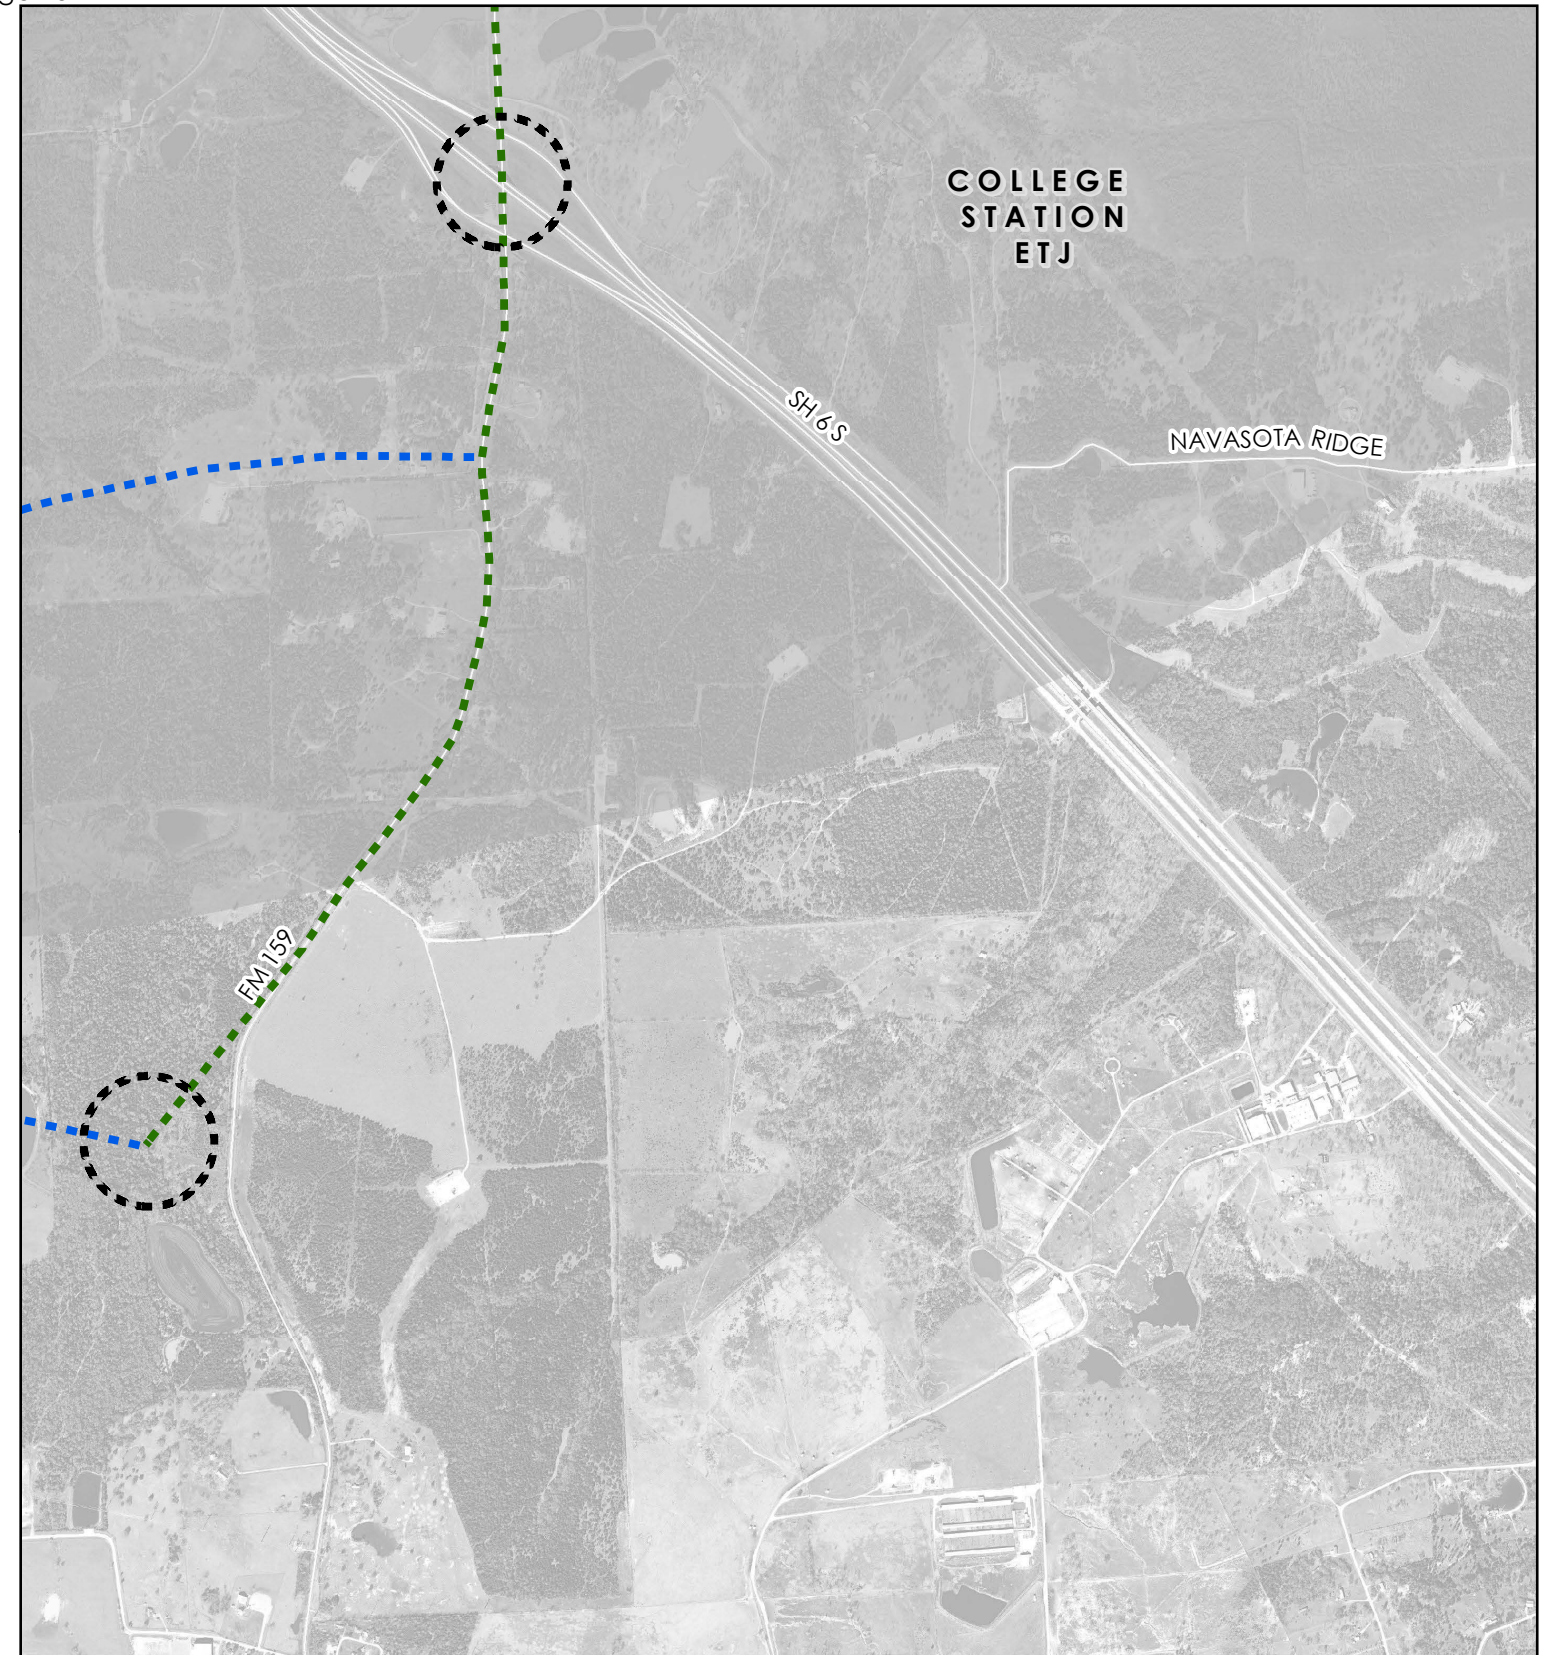 COLLEGE
STATION
ETJ
SH 6 S
NAVASOTA RIDGE
FM 159